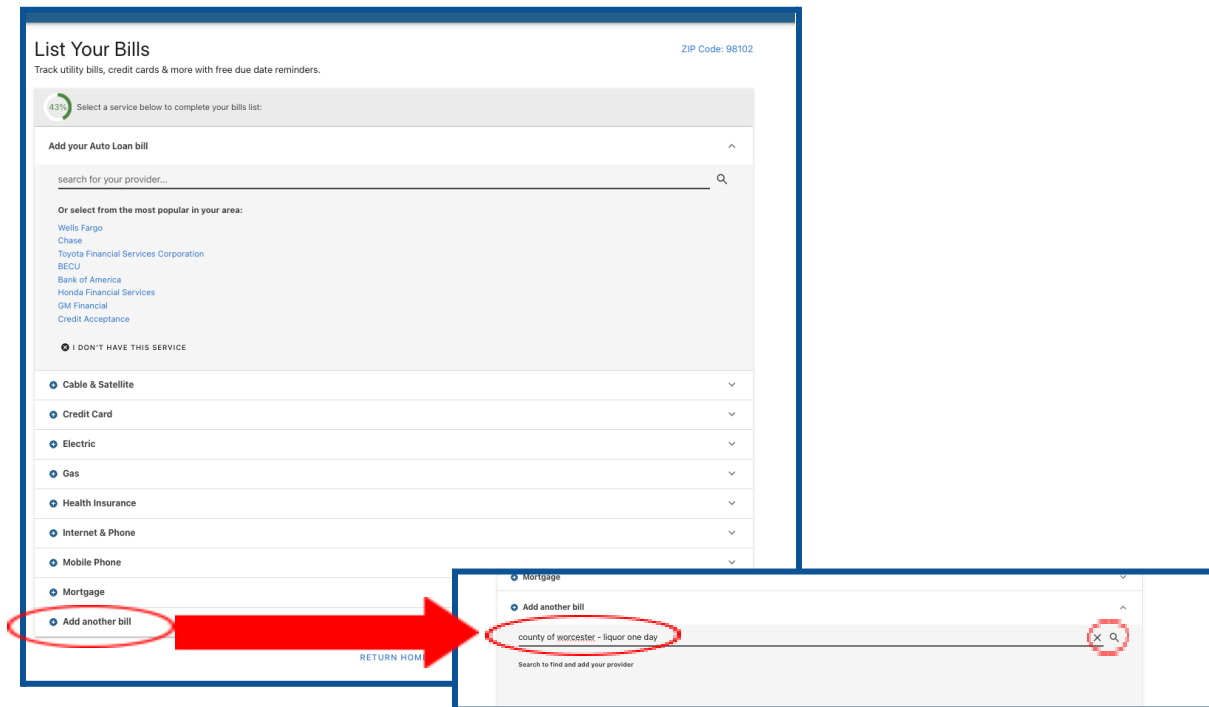 List Your Bills
ZIP Code: 98102
Track utility bills, credit cards & more with free due date reminders.
43% Select a service below to complete your bills list:
Add your Auto Loan bill
search for your provider...
Or select from the most popular in your area:
Wells Fargo
Chase
Toyota Financial Services Corporation
BECU
Bank of America
Honda Financial Services
GM Financial
Credit Acceptance
I DON'T HAVE THIS SERVICE
Cable & Satellite
Credit Card
Electric
Gas
Health Insurance
Internet & Phone
Mobile Phone
Mortgage
Add another bill
RETURN HOM
Mortgage
Add another bill
county of worcester - liquor one day
Search to find and add your provider